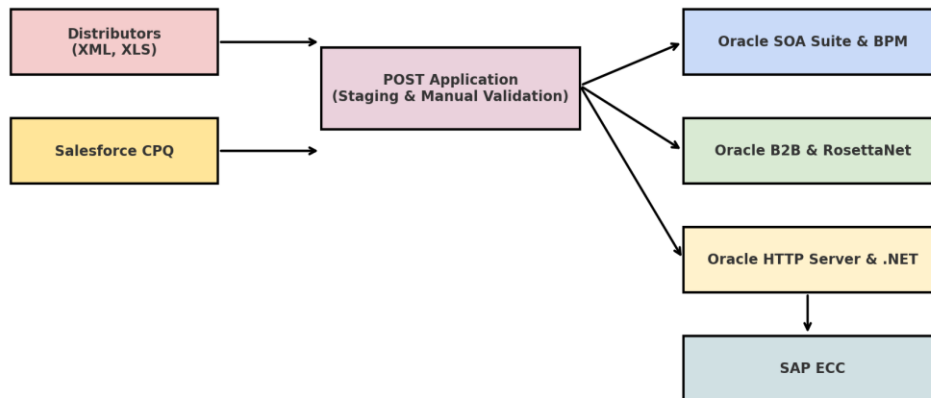 Distributors
(XML, XLS)
Salesforce CPQ
POST Application
(Staging & Manual Validation)
Oracle SOA Suite & BPM
Oracle B2B & RosettaNet
Oracle HTTP Server & .NET
SAP ECC